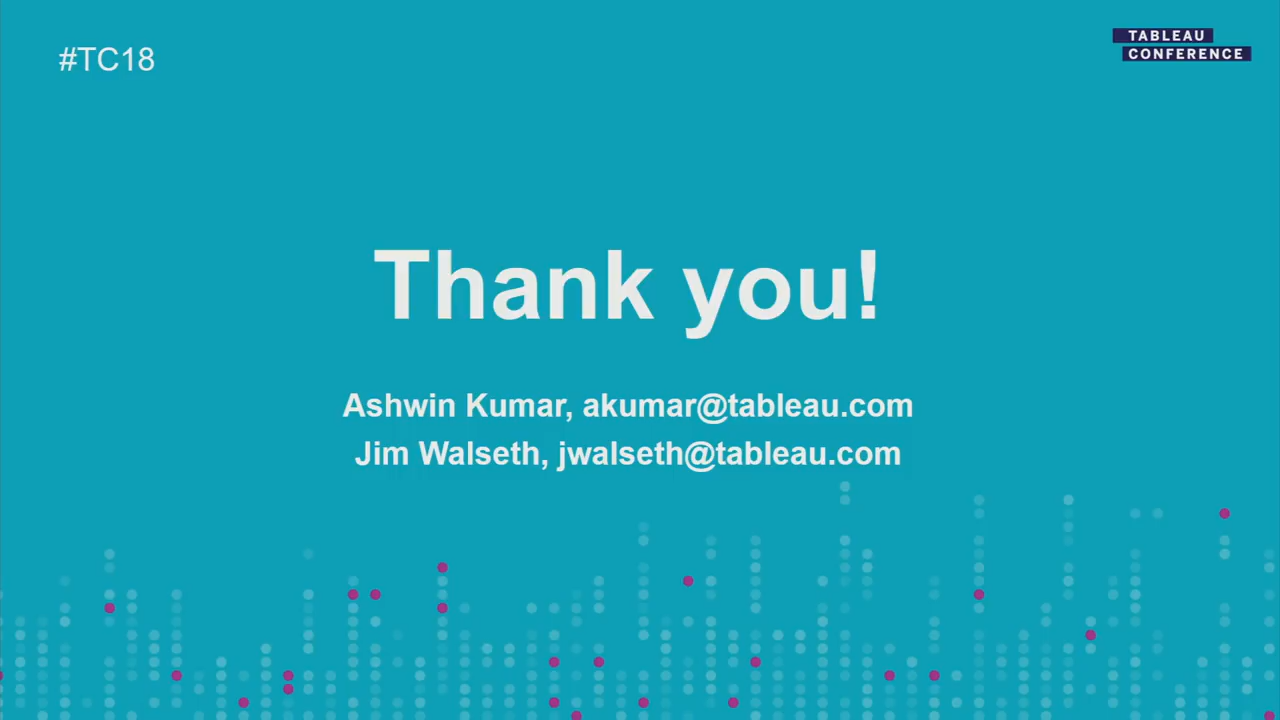 #TC18
TABLEAU
CONFERENCE
Thank you!
Ashwin Kumar, akumar@tableau.com
Jim Walseth, jwalseth@tableau.com